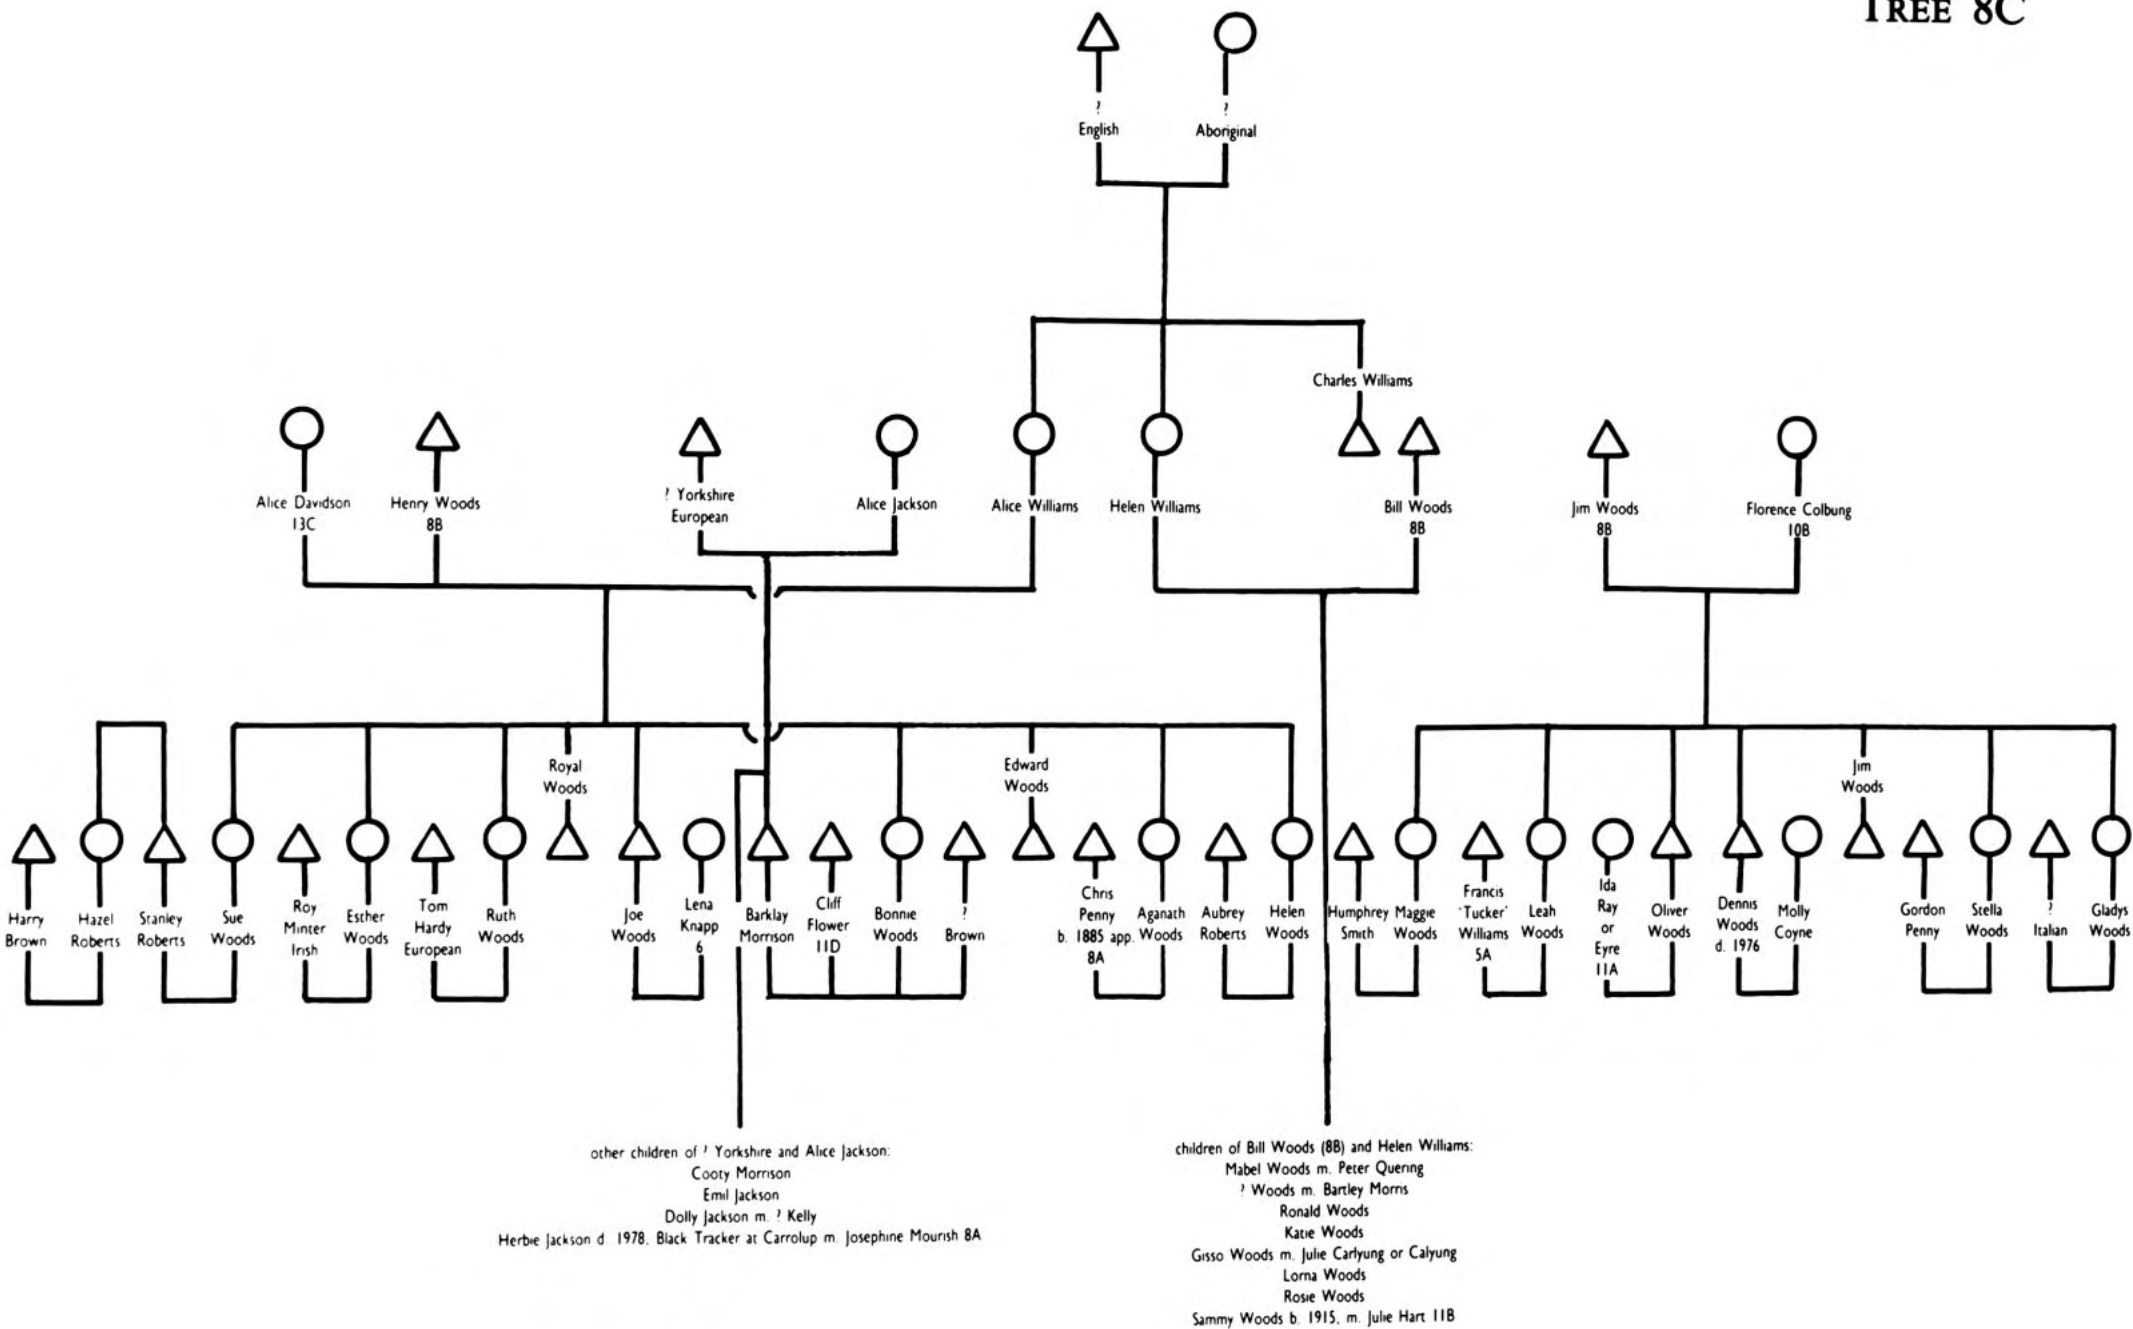 TREE 8C
?
English
?
Aboriginal
Charles Williams
Alice Davidson
13C
Henry Woods
8B
? Yorkshire
European
Alice Jackson
Alice Williams
Helen Williams
Bill Woods
8B
Jim Woods
8B
Florence Colbung
10B
Royal
Woods
Edward
Woods
Jim
Woods
Harry
Brown
Hazel
Roberts
Stanley
Roberts
Sue
Woods
Roy
Minter
Irish
Esther
Woods
Tom
Hardy
European
Ruth
Woods
Joe
Woods
Lena
Knapp
6
Barklay
Morrison
Cliff
Flower
11D
Bonnie
Woods
?
Brown
Chris
Penny
b. 1885 app.
8A
Aganath
Woods
Aubrey
Roberts
Helen
Woods
Humphrey
Smith
Maggie
Woods
Francis
'Tucker'
Williams
5A
Leah
Woods
Ida
Ray
or
Eyre
11A
Oliver
Woods
Dennis
Woods
d. 1976
Molly
Coyne
Gordon
Penny
Stella
Woods
?
Italian
Gladys
Woods
other children of ? Yorkshire and Alice Jackson:
Cooty Morrison
Emil Jackson
Dolly Jackson m. ? Kelly
Herbie Jackson d. 1978, Black Tracker at Carrolup m. Josephine Mourish 8A
children of Bill Woods (8B) and Helen Williams:
Mabel Woods m. Peter Quering
? Woods m. Bartley Morris
Ronald Woods
Katie Woods
Gisso Woods m. Julie Carlyung or Calyung
Lorna Woods
Rosie Woods
Sammy Woods b. 1915, m. Julie Hart 11B